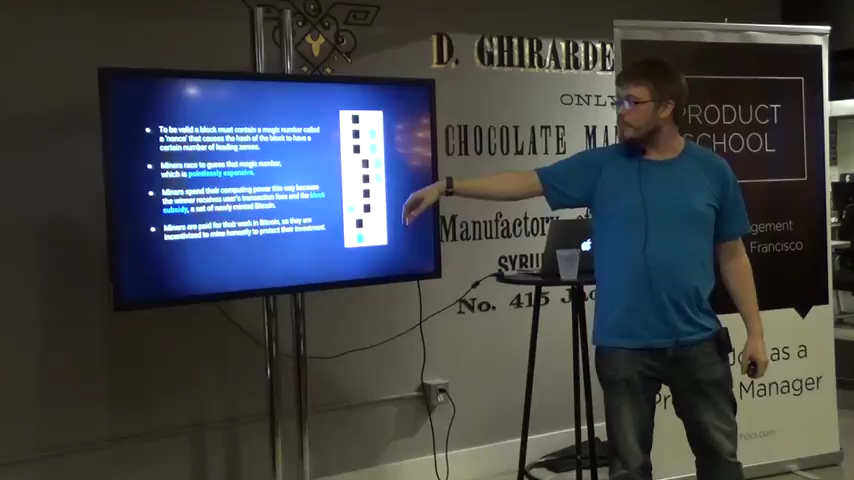 To be valid a block must contain a magic number called
a 'nonce' that causes the hash of the block to have a
certain number of leading zeroes.
Miners race to guess that magic number,
which is pointlessly expensive.
Miners spend their computing power this way because
the winner receives user's transaction fee and the block
subsidy, a set of newly minted Bitcoin.
Miners are paid for their work in Bitcoin, so they are
incentivized to mine honestly to protect their investment.
D. GHIRARDE
ONL
CHOCOLATE MA
Manufactory
SYRU
No. 415 Ja
PRODUCT
SCHOOL
gement
Francisco
as a
Manager